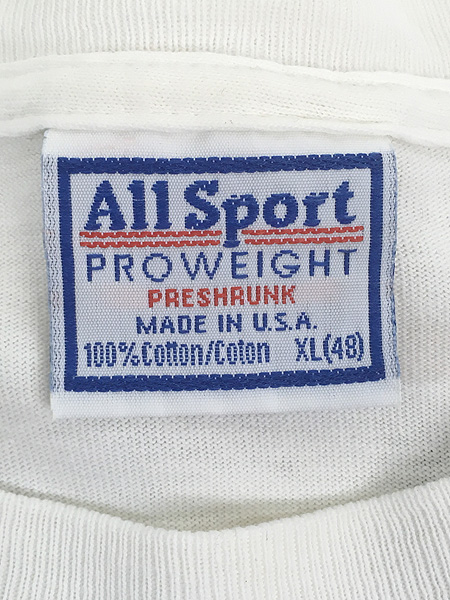 All Sport
PROWEIGHT
PRESHRUNK
MADE IN U.S.A.
100% Cotton/Coton XL(48)